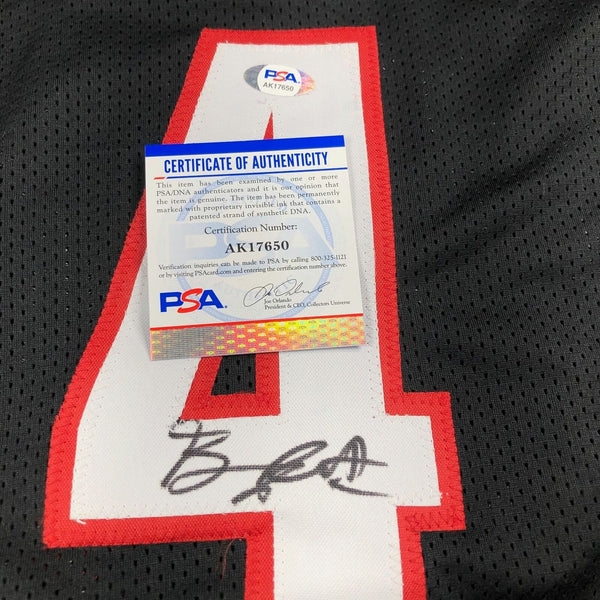 PSA
AK17650
4
CERTIFICATE OF AUTHENTICITY
This item has been examined by one or more
PSA/DNA authenticators and it is our opinion that
the item is genuine. The item has been permanently
marked with proprietary invisible ink that contains a
patented strand of synthetic DNA.
Certification Number:
AK17650
Verification inquiries can be made to PSA by calling 800-325-1121
or by visiting PSAcard.com and entering the certification number above.
PSA
Joe Orlando
President & CEO, Collectors Universe